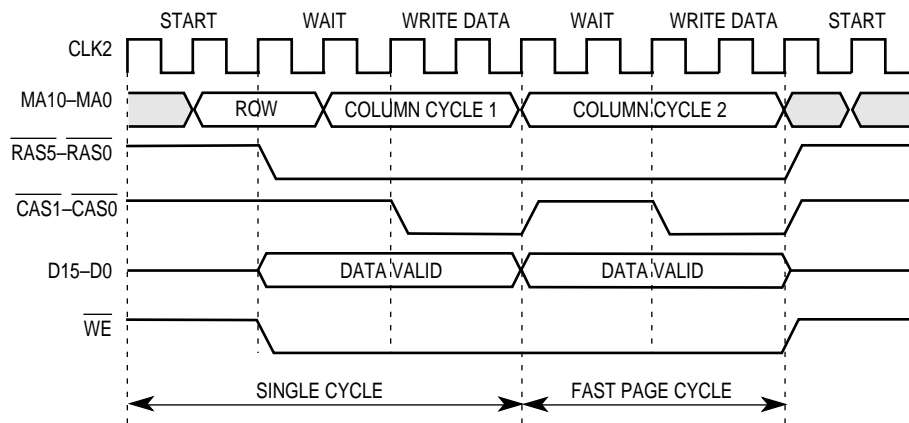 START WAIT WRITE DATA WAIT WRITE DATA START
CLK2
MA10–MA0 ROW COLUMN CYCLE 1 COLUMN CYCLE 2
RAS5–RAS0
CAS1–CAS0
D15–D0 DATA VALID DATA VALID
WE
SINGLE CYCLE FAST PAGE CYCLE